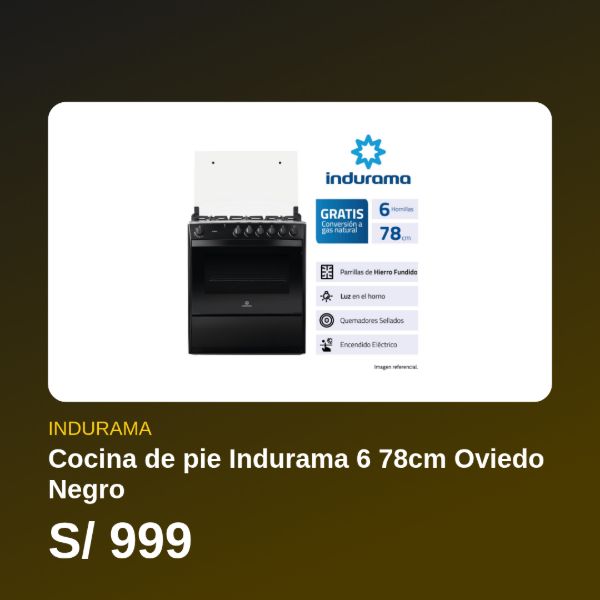 indurama
GRATIS
Conversión a
gas natural
6 Hornillas
78 cm
Parrillas de Hierro Fundido
Luz en el horno
Quemadores Sellados
Encendido Eléctrico
Imagen referencial.
INDURAMA
Cocina de pie Indurama 6 78cm Oviedo
Negro
S/ 999